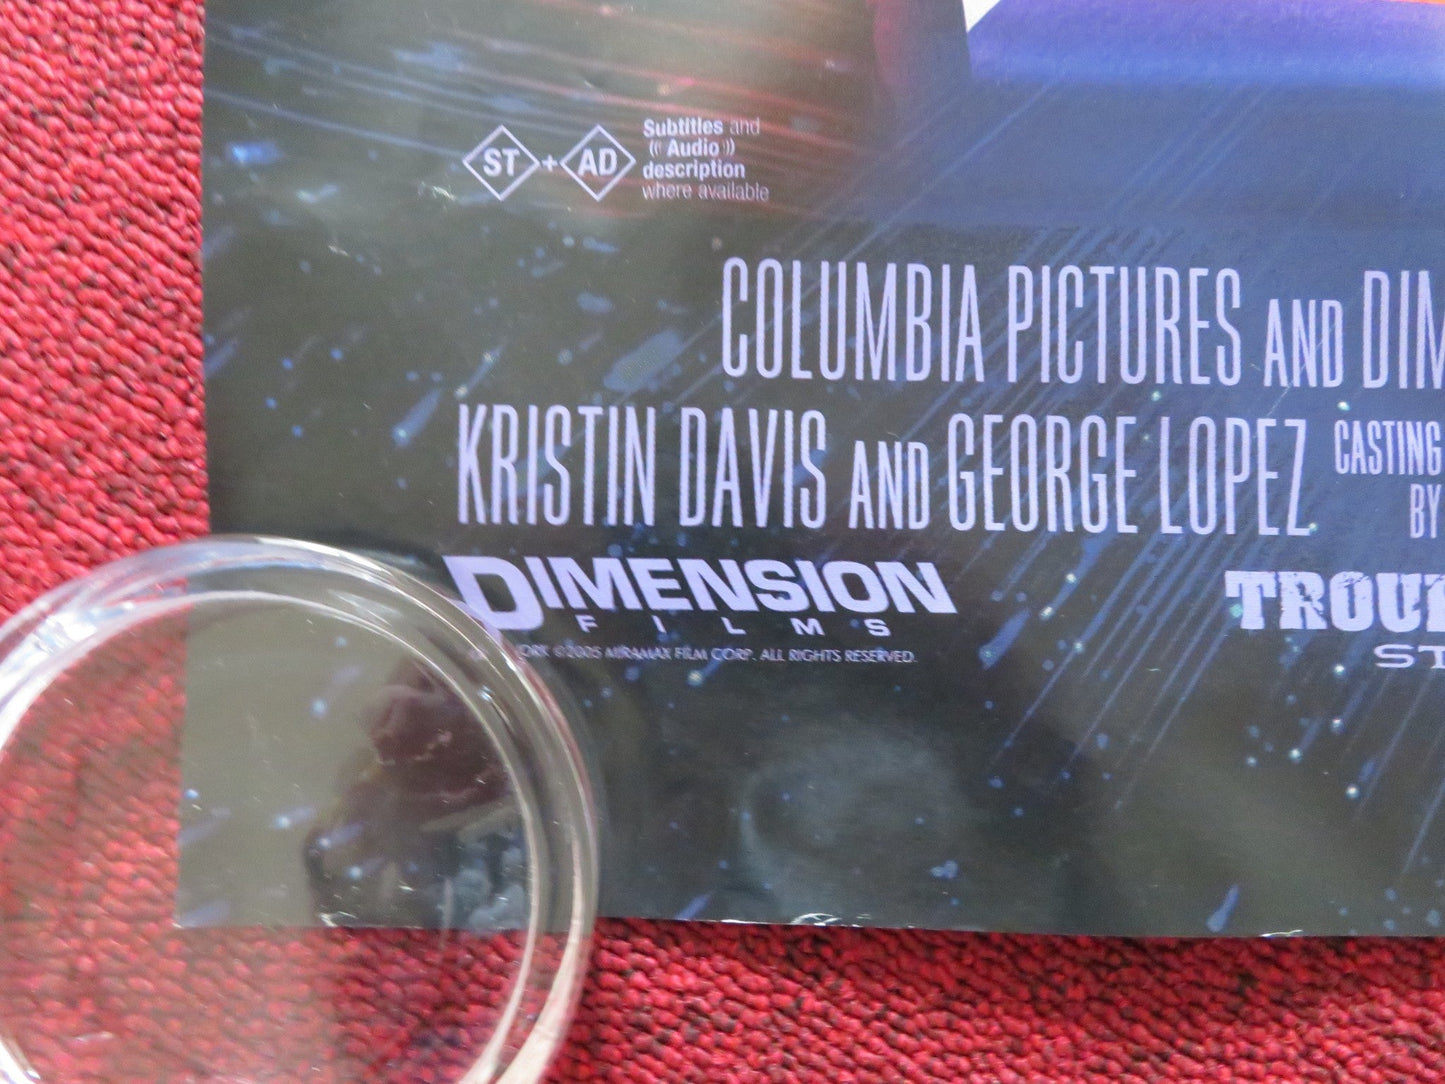 ST + AD
Subtitles and
Audio
description
where available
COLUMBIA PICTURES AND DIM
KRISTIN DAVIS AND GEORGE LOPEZ CASTING
BY
DIMENSION
FILMS
©2005 MIRAMAX FILM CORP. ALL RIGHTS RESERVED.
TROU
ST